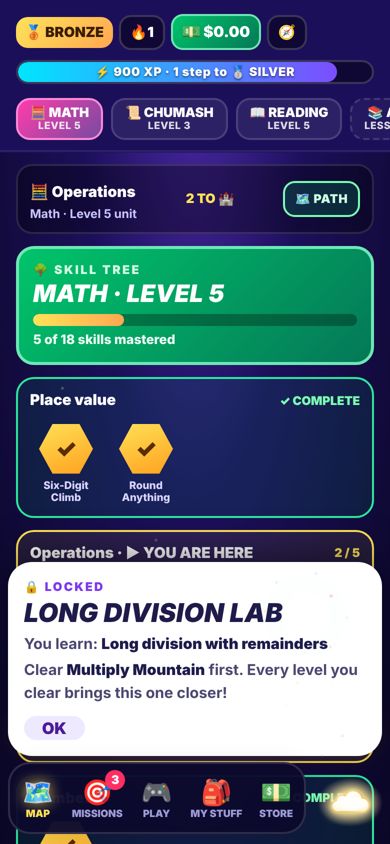 BRONZE
1
$0.00
900 XP · 1 step to SILVER
MATH
LEVEL 5
CHUMASH
LEVEL 3
READING
LEVEL 5
A
LESS
Operations
Math · Level 5 unit
2 TO
PATH
SKILL TREE
MATH · LEVEL 5
5 of 18 skills mastered
Place value
✓ COMPLETE
Six-Digit
Climb
Round
Anything
Operations · ▶ YOU ARE HERE
2 / 5
LOCKED
LONG DIVISION LAB
You learn: Long division with remainders
Clear Multiply Mountain first. Every level you
clear brings this one closer!
OK
3
MAP
MISSIONS
PLAY
MY STUFF
STORE